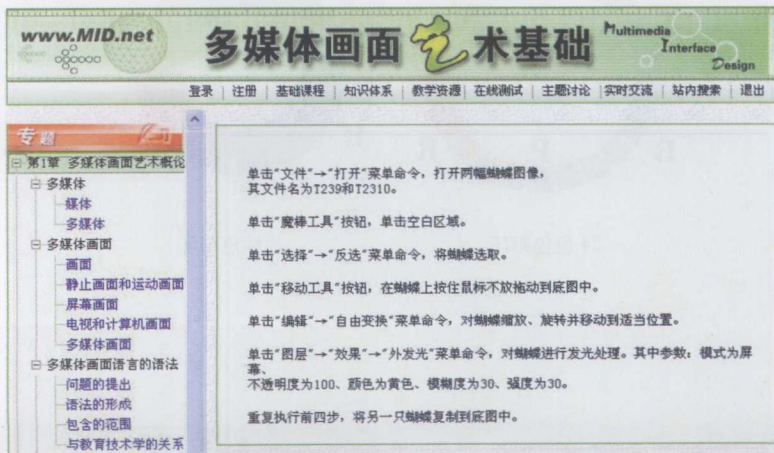 www.MID.net
多媒体画面艺术基础
Multimedia
Interface
Design
登录 | 注册 | 基础课程 | 知识体系 | 教学资源 | 在线测试 | 主题讨论 | 实时交流 | 站内搜索 | 退出
专题
第1章 多媒体画面艺术概论
多媒体
媒体
多媒体
多媒体画面
画面
静止画面和运动画面
屏幕画面
电视和计算机画面
多媒体画面
多媒体画面语言的语法
问题的提出
语法的形成
包含的范围
与教育技术学的关系
单击"文件"→"打开"菜单命令，打开两幅蝴蝶图像，
其文件名为T239和T2310。
单击"魔棒工具"按钮，单击空白区域。
单击"选择"→"反选"菜单命令，将蝴蝶选取。
单击"移动工具"按钮，在蝴蝶上按住鼠标不放拖动到底图中。
单击"编辑"→"自由变换"菜单命令，对蝴蝶缩放、旋转并移动到适当位置。
单击"图层"→"效果"→"外发光"菜单命令，对蝴蝶进行发光处理。其中参数：模式为屏
幕、
不透明度为100、颜色为黄色、模糊度为30、强度为30。
重复执行前四步，将另一只蝴蝶复制到底图中。